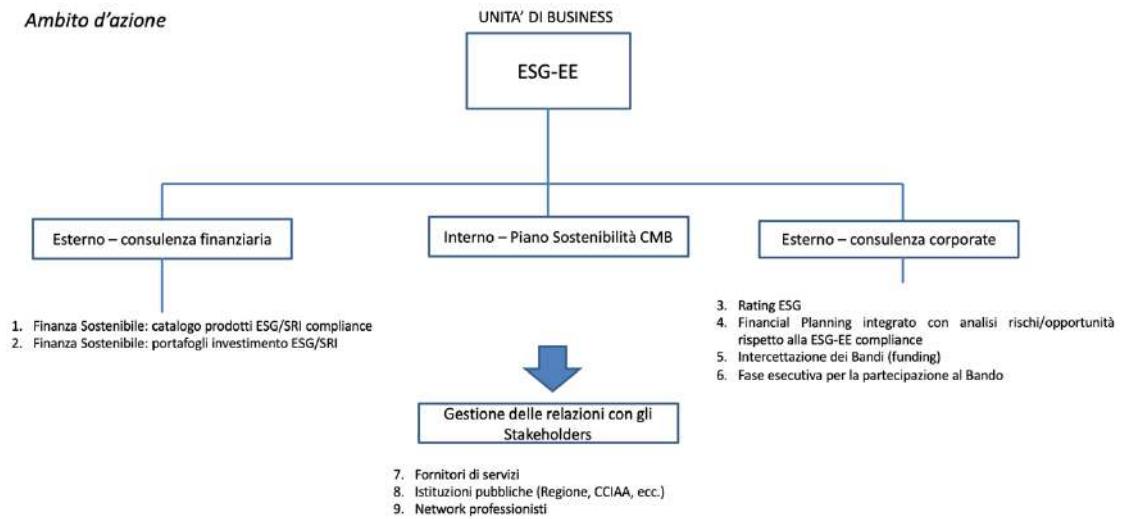 Ambito d'azione
UNITA' DI BUSINESS
ESG-EE
Esterno – consulenza finanziaria
Interno – Piano Sostenibilità CMB
Esterno – consulenza corporate
1. Finanza Sostenibile: catalogo prodotti ESG/SRI compliance
2. Finanza Sostenibile: portafogli investimento ESG/SRI
3. Rating ESG
4. Financial Planning integrato con analisi rischi/opportunità
rispetto alla ESG-EE compliance
5. Intercettazione dei Bandi (funding)
6. Fase esecutiva per la partecipazione al Bando
Gestione delle relazioni con gli
Stakeholders
7. Fornitori di servizi
8. Istituzioni pubbliche (Regione, CCIAA, ecc.)
9. Network professionisti